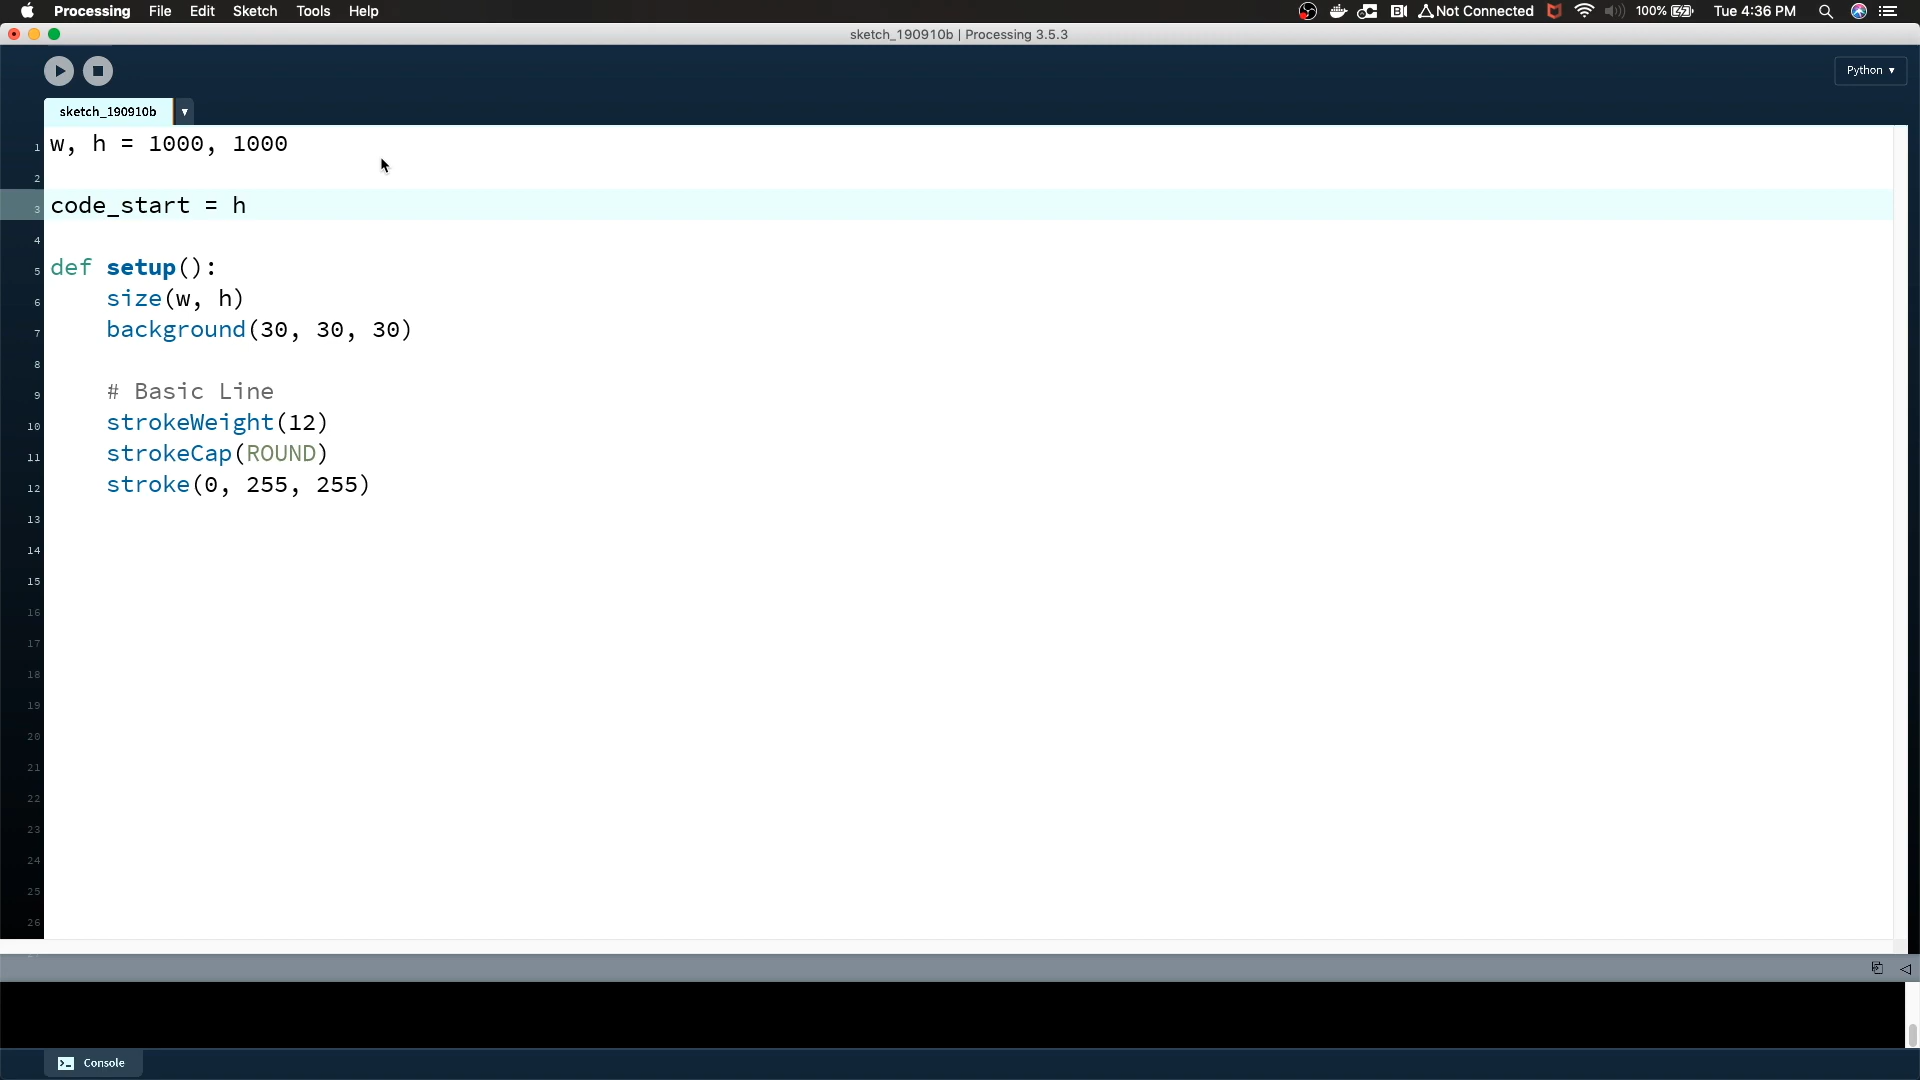 Processing File Edit Sketch Tools Help Not Connected 100% Tue 4:36 PM
sketch_190910b | Processing 3.5.3
Python
sketch_190910b
1 w, h = 1000, 1000
2
3 code_start = h
4
5 def setup():
6 size(w, h)
7 background(30, 30, 30)
8
9 # Basic Line
10 strokeWeight(12)
11 strokeCap(ROUND)
12 stroke(0, 255, 255)
13
14
15
16
17
18
19
20
21
22
23
24
25
26
Console